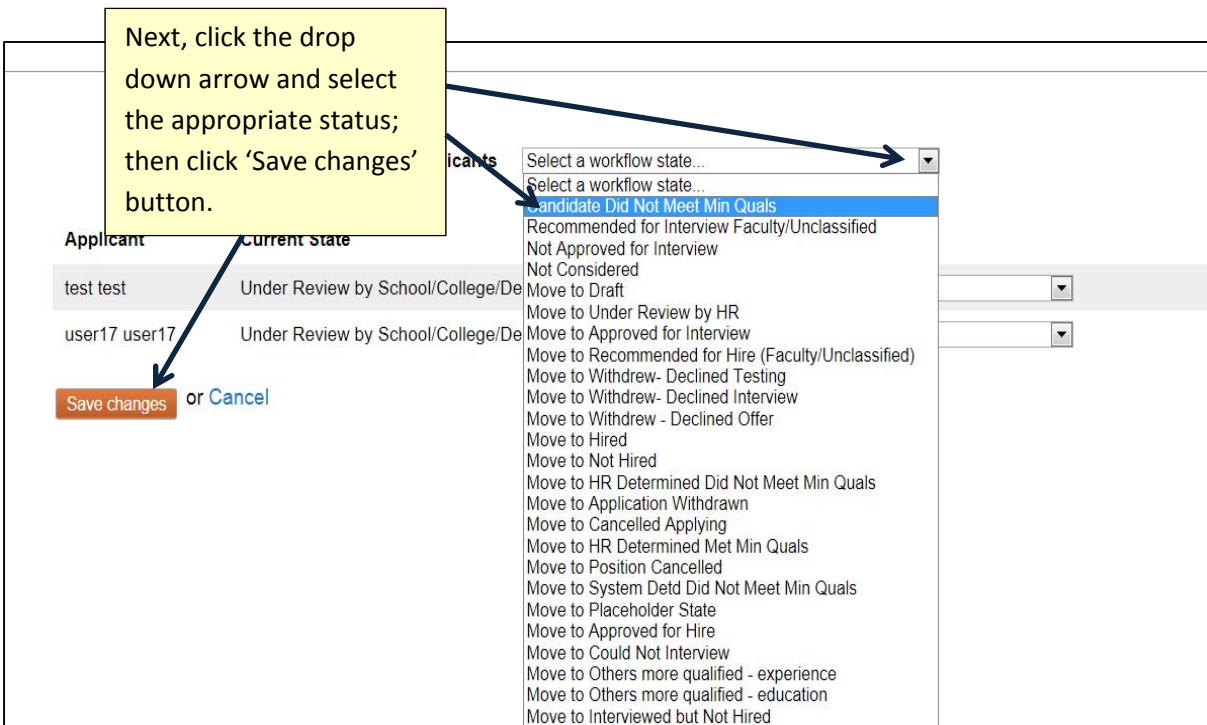 Next, click the drop
down arrow and select
the appropriate status;
then click ‘Save changes’
button.
icants Select a workflow state...
Select a workflow state...
Candidate Did Not Meet Min Quals
Recommended for Interview Faculty/Unclassified
Applicant Current State
Not Approved for Interview
Not Considered
test test Under Review by School/College/De
Move to Draft
Move to Under Review by HR
user17 user17 Under Review by School/College/De
Move to Approved for Interview
Move to Recommended for Hire (Faculty/Unclassified)
Move to Withdrew- Declined Testing
Save changes or Cancel
Move to Withdrew- Declined Interview
Move to Withdrew - Declined Offer
Move to Hired
Move to Not Hired
Move to HR Determined Did Not Meet Min Quals
Move to Application Withdrawn
Move to Cancelled Applying
Move to HR Determined Met Min Quals
Move to Position Cancelled
Move to System Detd Did Not Meet Min Quals
Move to Placeholder State
Move to Approved for Hire
Move to Could Not Interview
Move to Others more qualified - experience
Move to Others more qualified - education
Move to Interviewed but Not Hired